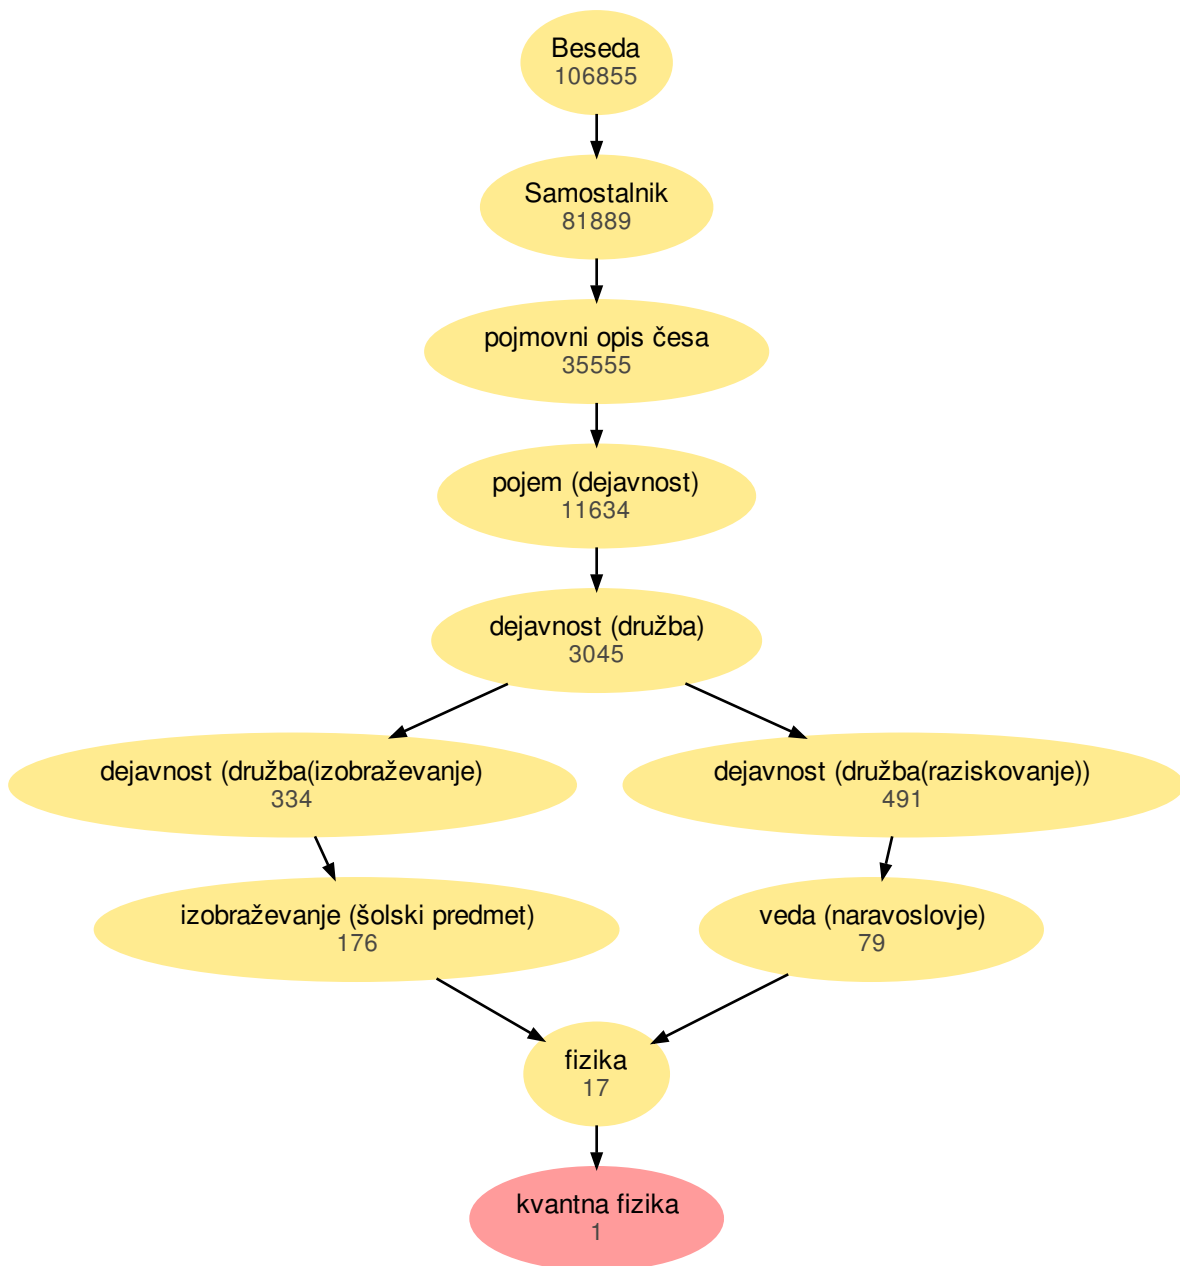 Beseda
106855
Samostalnik
81889
pojmovni opis česa
35555
pojem (dejavnost)
11634
dejavnost (družba)
3045
dejavnost (družba(izobraževanje)
334
dejavnost (družba(raziskovanje))
491
izobraževanje (šolski predmet)
176
veda (naravoslovje)
79
fizika
17
kvantna fizika
1